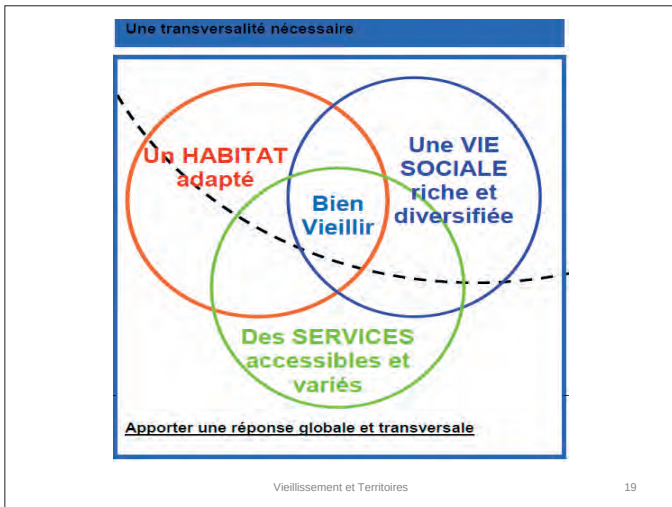 Une transversalité nécessaire
Un HABITAT
adapté
Une VIE
SOCIALE
riche et
diversifiée
Bien
Vieillir
Des SERVICES
accessibles et
variés
Apporter une réponse globale et transversale
Vieillissement et Territoires
19